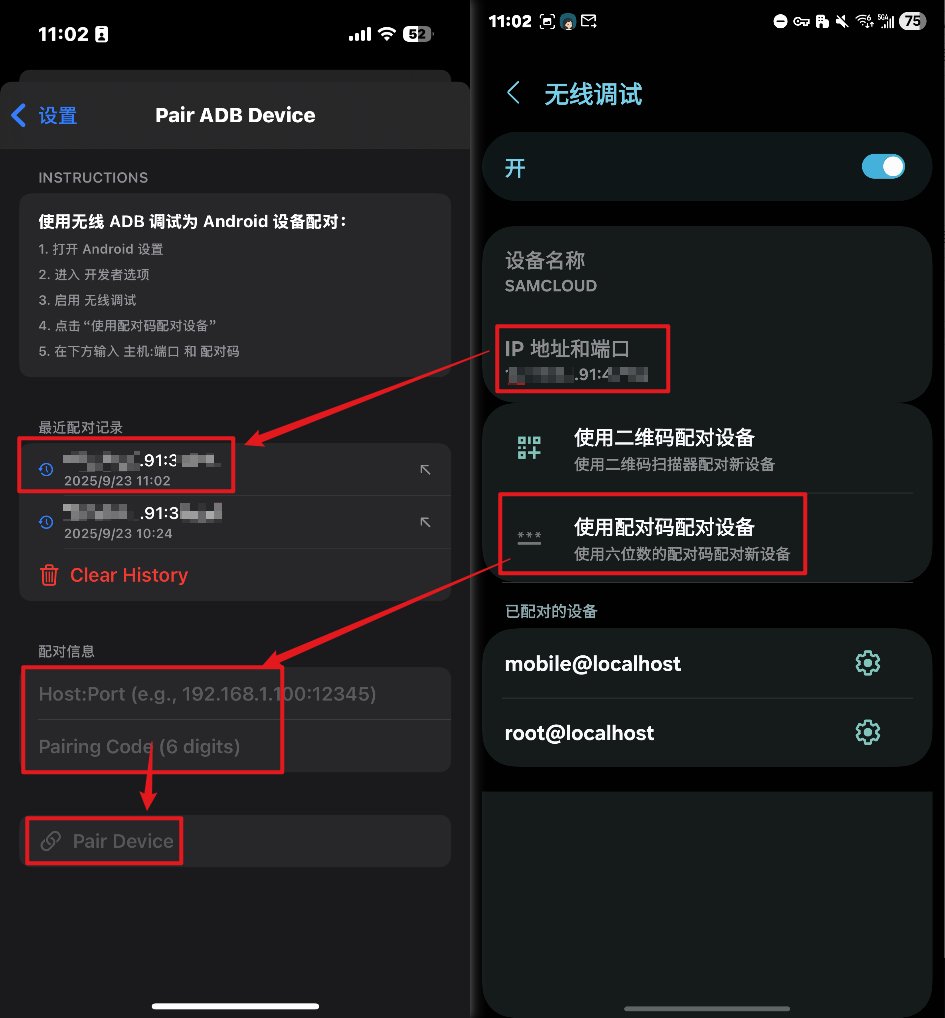 11:02
52
设置
Pair ADB Device
INSTRUCTIONS
使用无线 ADB 调试为 Android 设备配对：
1. 打开 Android 设置
2. 进入 开发者选项
3. 启用 无线调试
4. 点击“使用配对码配对设备”
5. 在下方输入 主机:端口 和 配对码
最近配对记录
.91:3
2025/9/23 11:02
.91:3
2025/9/23 10:24
Clear History
配对信息
Host:Port (e.g., 192.168.1.100:12345)
Pairing Code (6 digits)
Pair Device
11:02
75
无线调试
开
设备名称
SAMCLOUD
IP 地址和端口
.91:4
使用二维码配对设备
使用二维码扫描器配对新设备
***
使用配对码配对设备
使用六位数的配对码配对新设备
已配对的设备
mobile@localhost
root@localhost